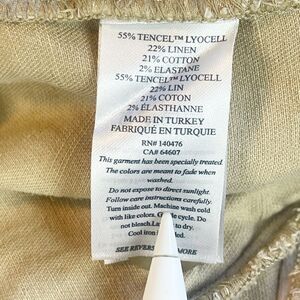 55% TENCEL™ LYOCELL
22% LINEN
21% COTTON
2% ELASTANE
55% TENCEL™ LYOCELL
22% LIN
21% COTON
2% ÉLASTHANNE
MADE IN TURKEY
FABRIQUÉ EN TURQUIE
RN# 140476
CA# 64607
This garment has been specially treated.
The colors are meant to fade when
washed.
Do not expose to direct sunlight.
Follow care instructions carefully.
Turn inside out. Machine wash cold
with like colors. cycle. Do
not bleach. to dry.
Cool iron
SEE REVERS MORE